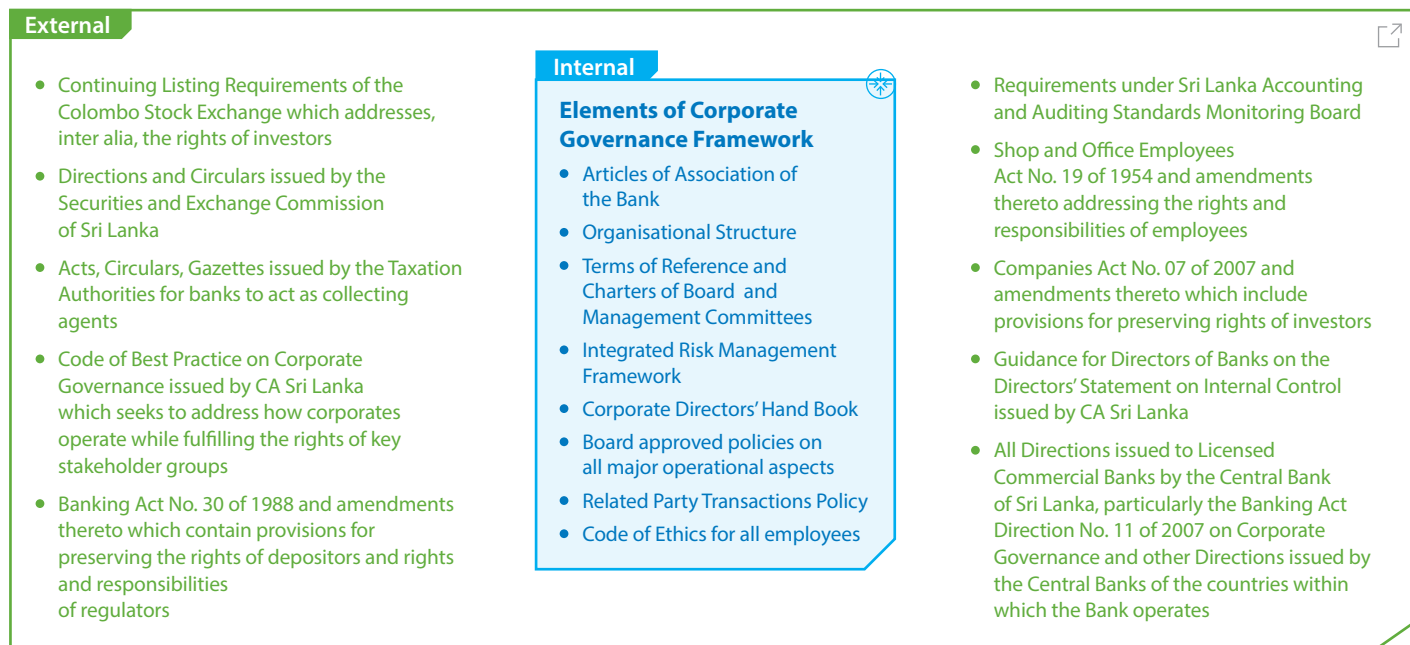 External
Continuing Listing Requirements of the
Colombo Stock Exchange which addresses,
inter alia, the rights of investors
Directions and Circulars issued by the
Securities and Exchange Commission
of Sri Lanka
Acts, Circulars, Gazettes issued by the Taxation
Authorities for banks to act as collecting
agents
Code of Best Practice on Corporate
Governance issued by CA Sri Lanka
which seeks to address how corporates
operate while fulfilling the rights of key
stakeholder groups
Banking Act No. 30 of 1988 and amendments
thereto which contain provisions for
preserving the rights of depositors and rights
and responsibilities
of regulators
Internal
Elements of Corporate
Governance Framework
Articles of Association of
the Bank
Organisational Structure
Terms of Reference and
Charters of Board and
Management Committees
Integrated Risk Management
Framework
Corporate Directors' Hand Book
Board approved policies on
all major operational aspects
Related Party Transactions Policy
Code of Ethics for all employees
Requirements under Sri Lanka Accounting
and Auditing Standards Monitoring Board
Shop and Office Employees
Act No. 19 of 1954 and amendments
thereto addressing the rights and
responsibilities of employees
Companies Act No. 07 of 2007 and
amendments thereto which include
provisions for preserving rights of investors
Guidance for Directors of Banks on the
Directors' Statement on Internal Control
issued by CA Sri Lanka
All Directions issued to Licensed
Commercial Banks by the Central Bank
of Sri Lanka, particularly the Banking Act
Direction No. 11 of 2007 on Corporate
Governance and other Directions issued by
the Central Banks of the countries within
which the Bank operates